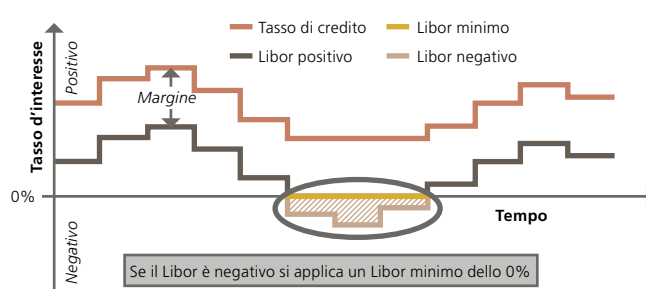 Tasso di credito
Libor minimo
Libor positivo
Libor negativo
Tasso d'interesse
Positivo
Margine
0%
Tempo
Negativo
Se il Libor è negativo si applica un Libor minimo dello 0%